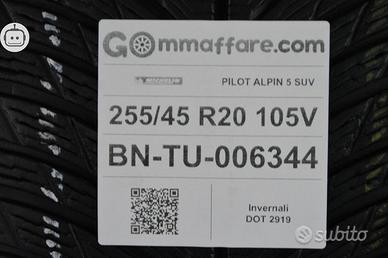 GOmmaffare.com
MICHELIN PILOT ALPIN 5 SUV
255/45 R20 105V
BN-TU-006344
Invernali
DOT 2919
subito